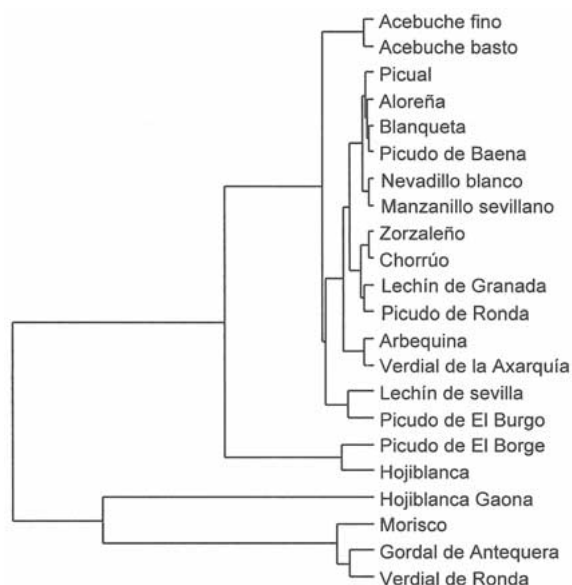 Acebuche fino
Acebuche basto
Picual
Aloreña
Blanqueta
Picudo de Baena
Nevadillo blanco
Manzanillo sevillano
Zorzaleño
Chorrúo
Lechín de Granada
Picudo de Ronda
Arbequina
Verdial de la Axarquía
Lechín de sevilla
Picudo de El Burgo
Picudo de El Borge
Hojiblanca
Hojiblanca Gaona
Morisco
Gordal de Antequera
Verdial de Ronda